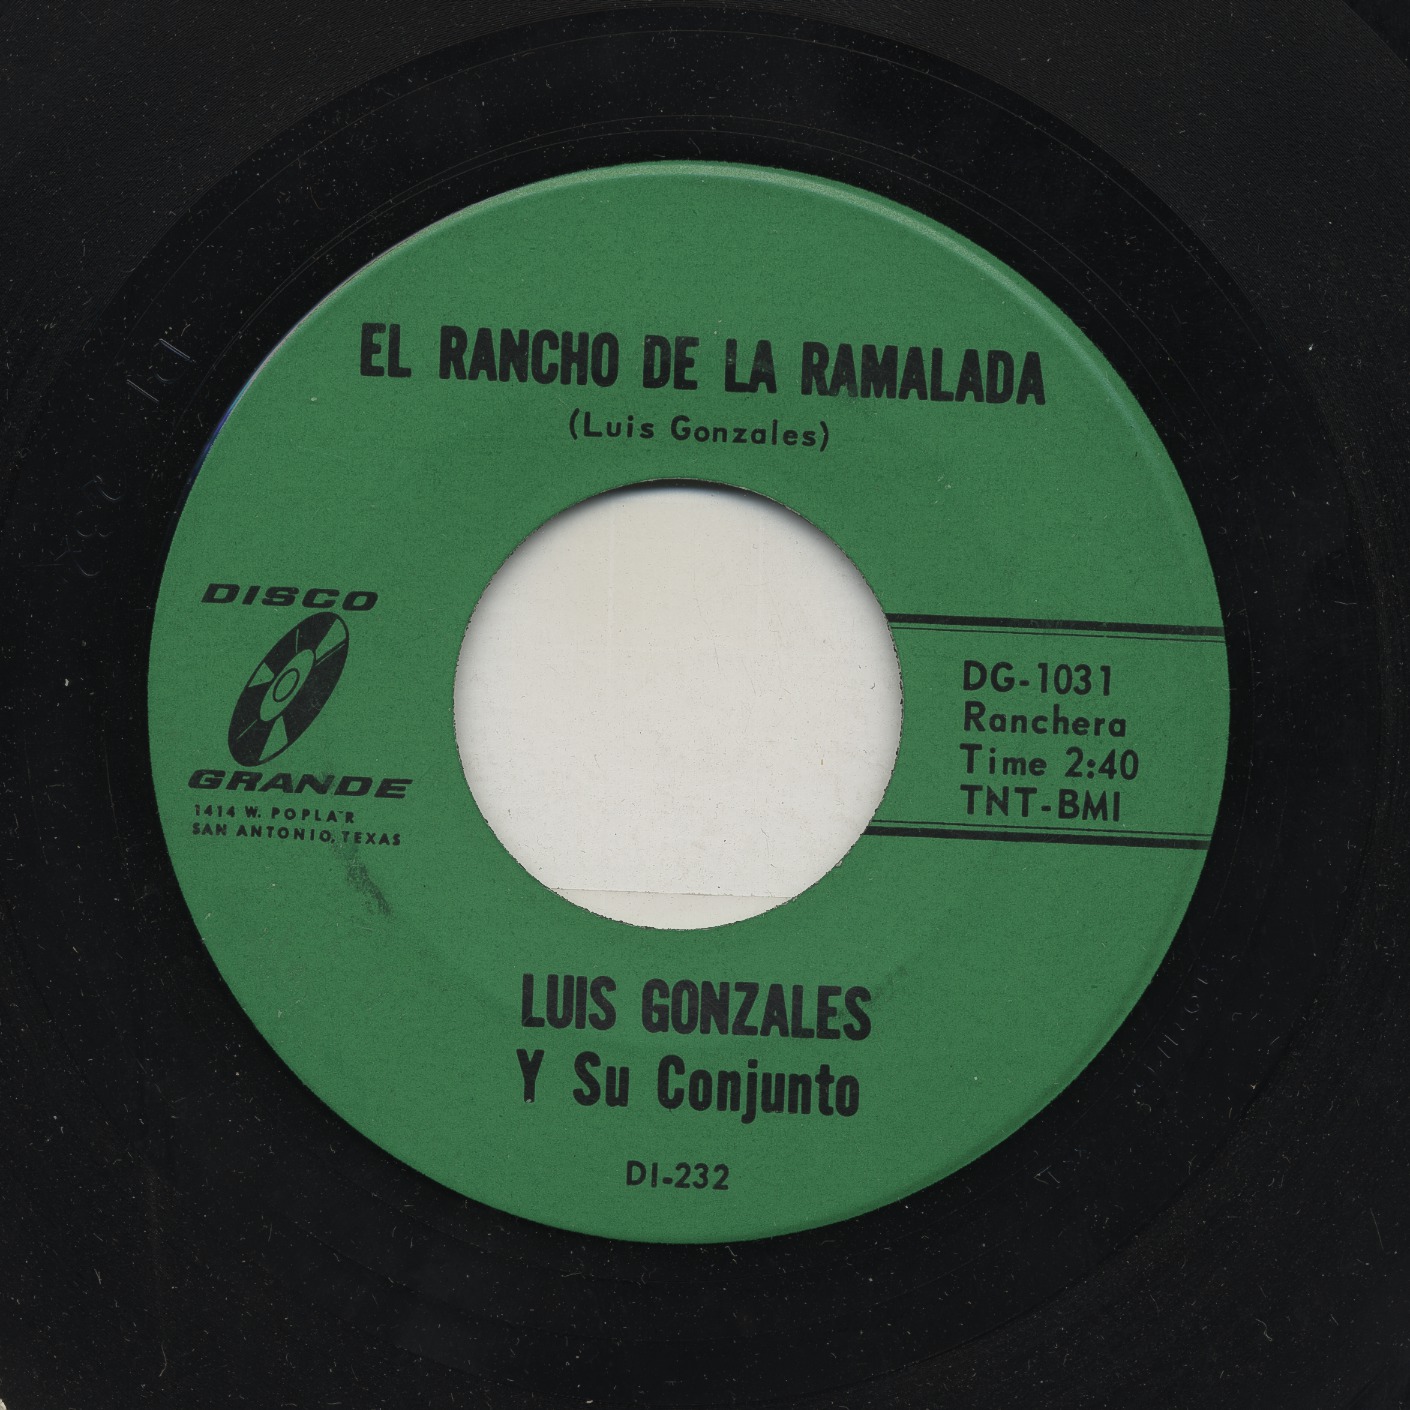 EL RANCHO DE LA RAMALADA
(Luis Gonzales)
DISCO
GRANDE
1414 W. POPLAR
SAN ANTONIO, TEXAS
DG-1031
Ranchera
Time 2:40
TNT-BMI
LUIS GONZALES
Y Su Conjunto
DI-232